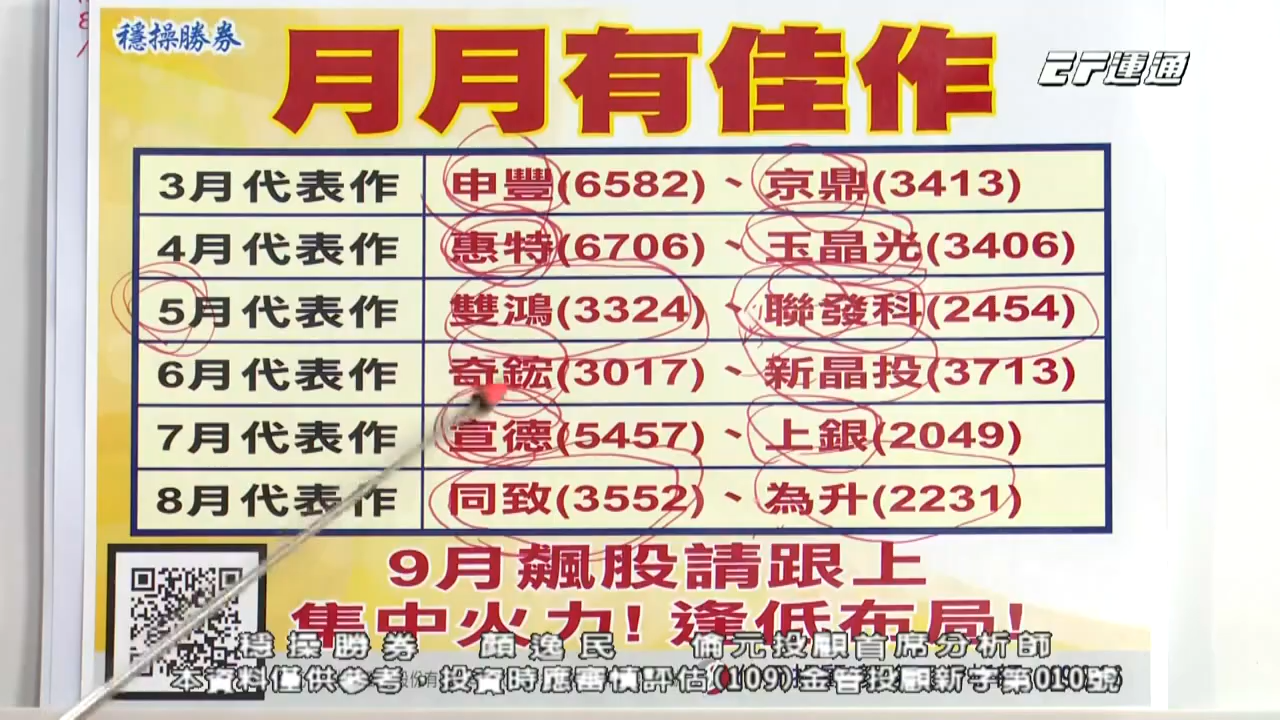 穩操勝券
月月有佳作
EF運通
3月代表作 申豐(6582)、京鼎(3413)
4月代表作 惠特(6706)、玉晶光(3406)
5月代表作 雙鴻(3324)、聯發科(2454)
6月代表作 奇鋐(3017)、新晶投(3713)
7月代表作 宣德(5457)、上銀(2049)
8月代表作 同致(3552)、為升(2231)
9月飆股請跟上
集中火力!逢低布局!
穩操勝券 顏逸民 倫元投顧首席分析師
本資料僅供參考 投資時應審慎評估(109)金管投顧新字第010號